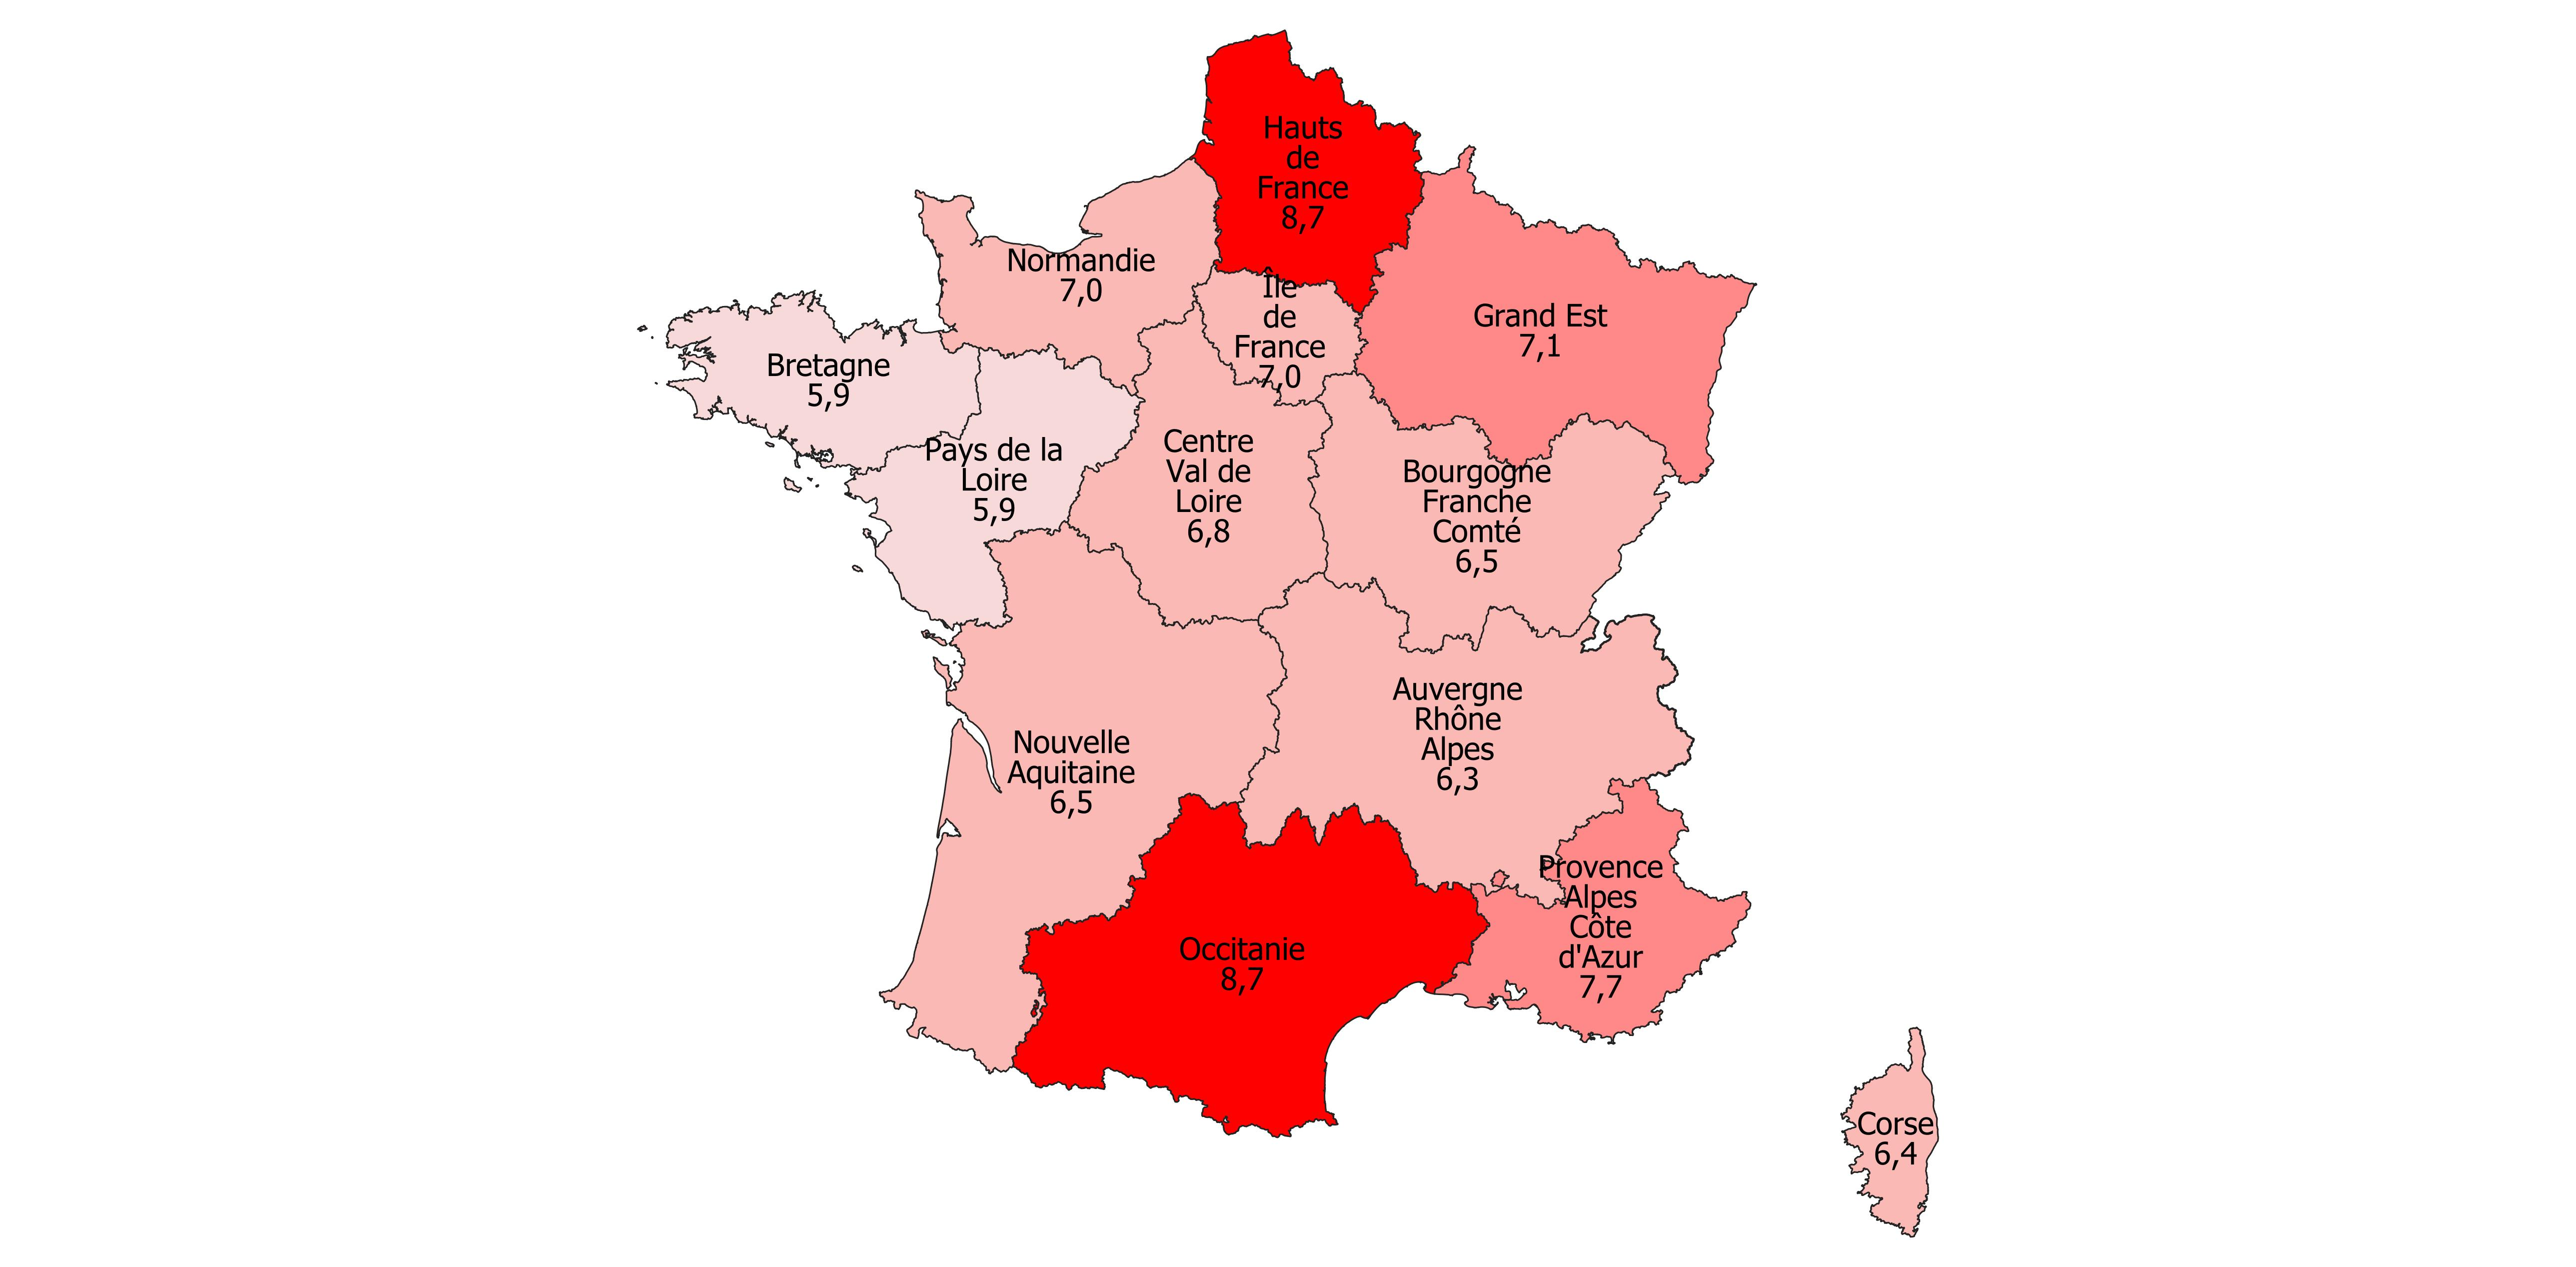 Hauts
de
France
8,7
Normandie
7,0
Île
de
France
7,0
Grand Est
7,1
Bretagne
5,9
Pays de la
Loire
5,9
Centre
Val de
Loire
6,8
Bourgogne
Franche
Comté
6,5
Nouvelle
Aquitaine
6,5
Auvergne
Rhône
Alpes
6,3
Provence
Alpes
Côte
d'Azur
7,7
Occitanie
8,7
Corse
6,4